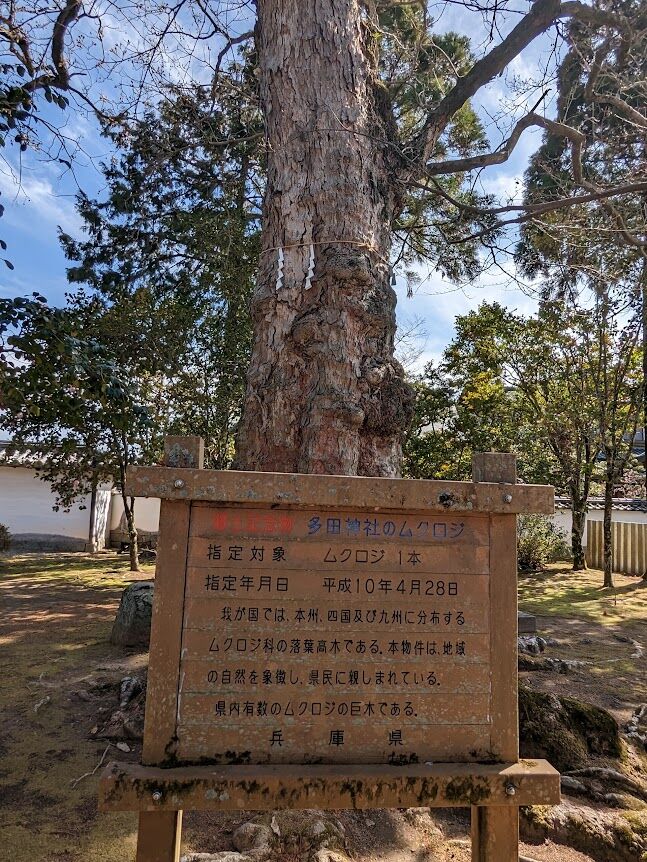 郷土記念物 多田神社のムクロジ
指定対象 ムクロジ 1本
指定年月日 平成10年4月28日
我が国では、本州、四国及び九州に分布する
ムクロジ科の落葉高木である。本物件は、地域
の自然を象徴し、県民に親しまれている。
県内有数のムクロジの巨木である。
兵庫県